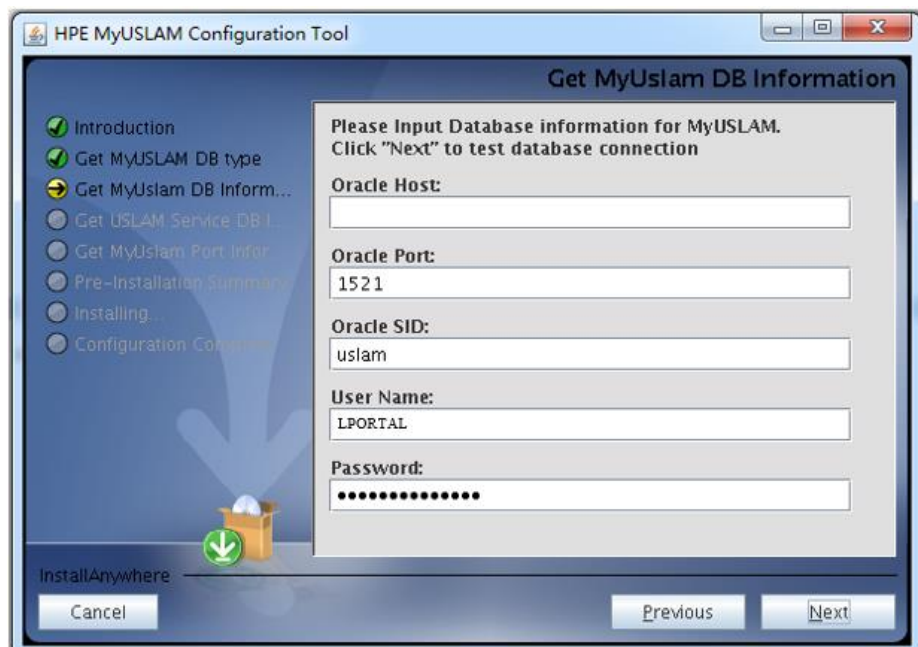 HPE MyUSLAM Configuration Tool
Get MyUslam DB Information
Introduction
Get MyUSLAM DB type
Get MyUslam DB Inform...
Get USLAM Service DB I...
Get MyUslam Port Infor...
Pre-Installation Summary
Installing...
Configuration
Please Input Database information for MyUSLAM.
Click "Next" to test database connection
Oracle Host:
Oracle Port:
1521
Oracle SID:
uslam
User Name:
LPORTAL
Password:
••••••••••••••
InstallAnywhere
Cancel
Previous
Next